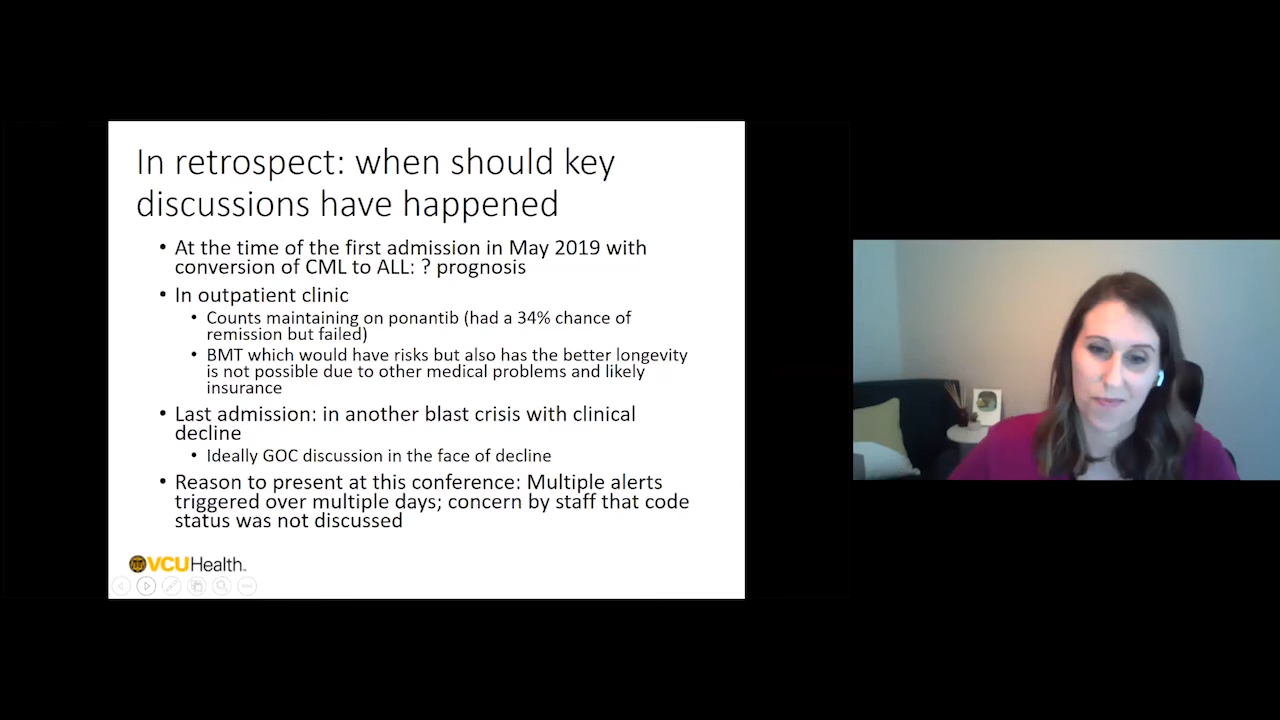 In retrospect: when should key
discussions have happened
• At the time of the first admission in May 2019 with
conversion of CML to ALL: ? prognosis
• In outpatient clinic
• Counts maintaining on ponantib (had a 34% chance of
remission but failed)
• BMT which would have risks but also has the better longevity
is not possible due to other medical problems and likely
insurance
• Last admission: in another blast crisis with clinical
decline
• Ideally GOC discussion in the face of decline
• Reason to present at this conference: Multiple alerts
triggered over multiple days; concern by staff that code
status was not discussed
VCUHealth™